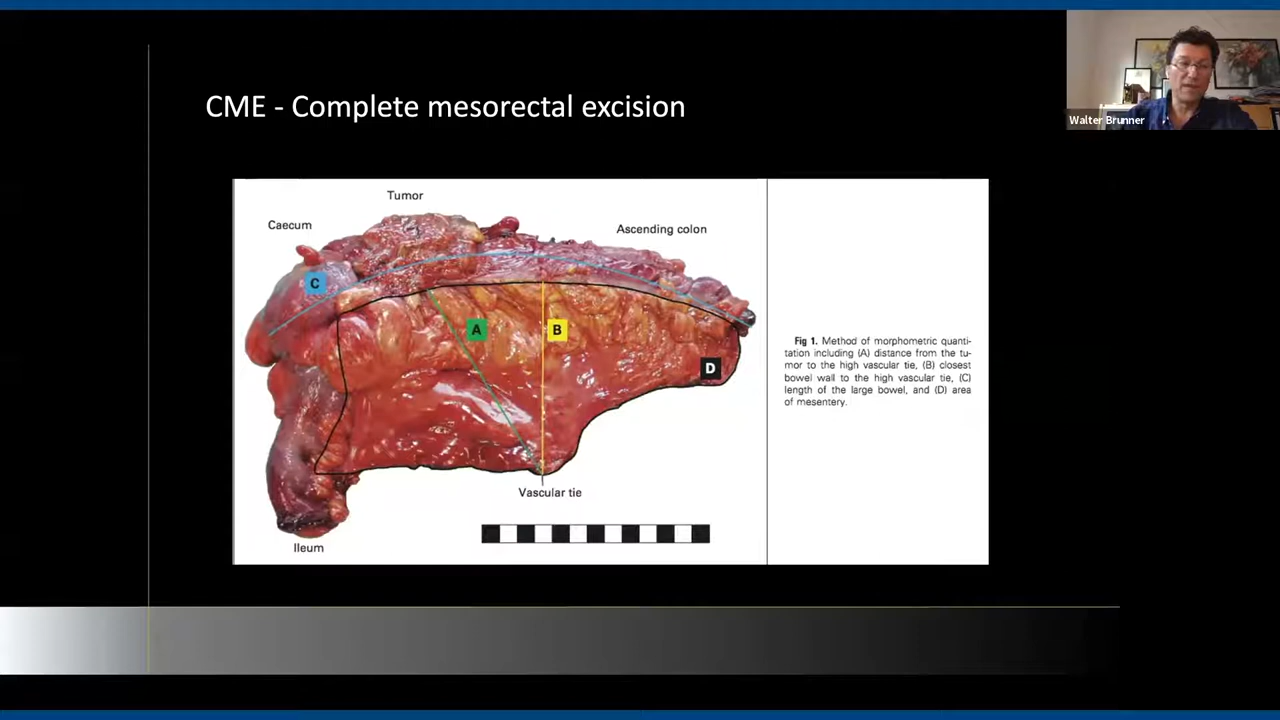 Walter Brunner
CME - Complete mesorectal excision
Tumor
Caecum
Ascending colon
C
A
B
D
Vascular tie
Ileum
Fig 1. Method of morphometric quanti-
tation including (A) distance from the tu-
mor to the high vascular tie, (B) closest
bowel wall to the high vascular tie, (C)
length of the large bowel, and (D) area
of mesentery.